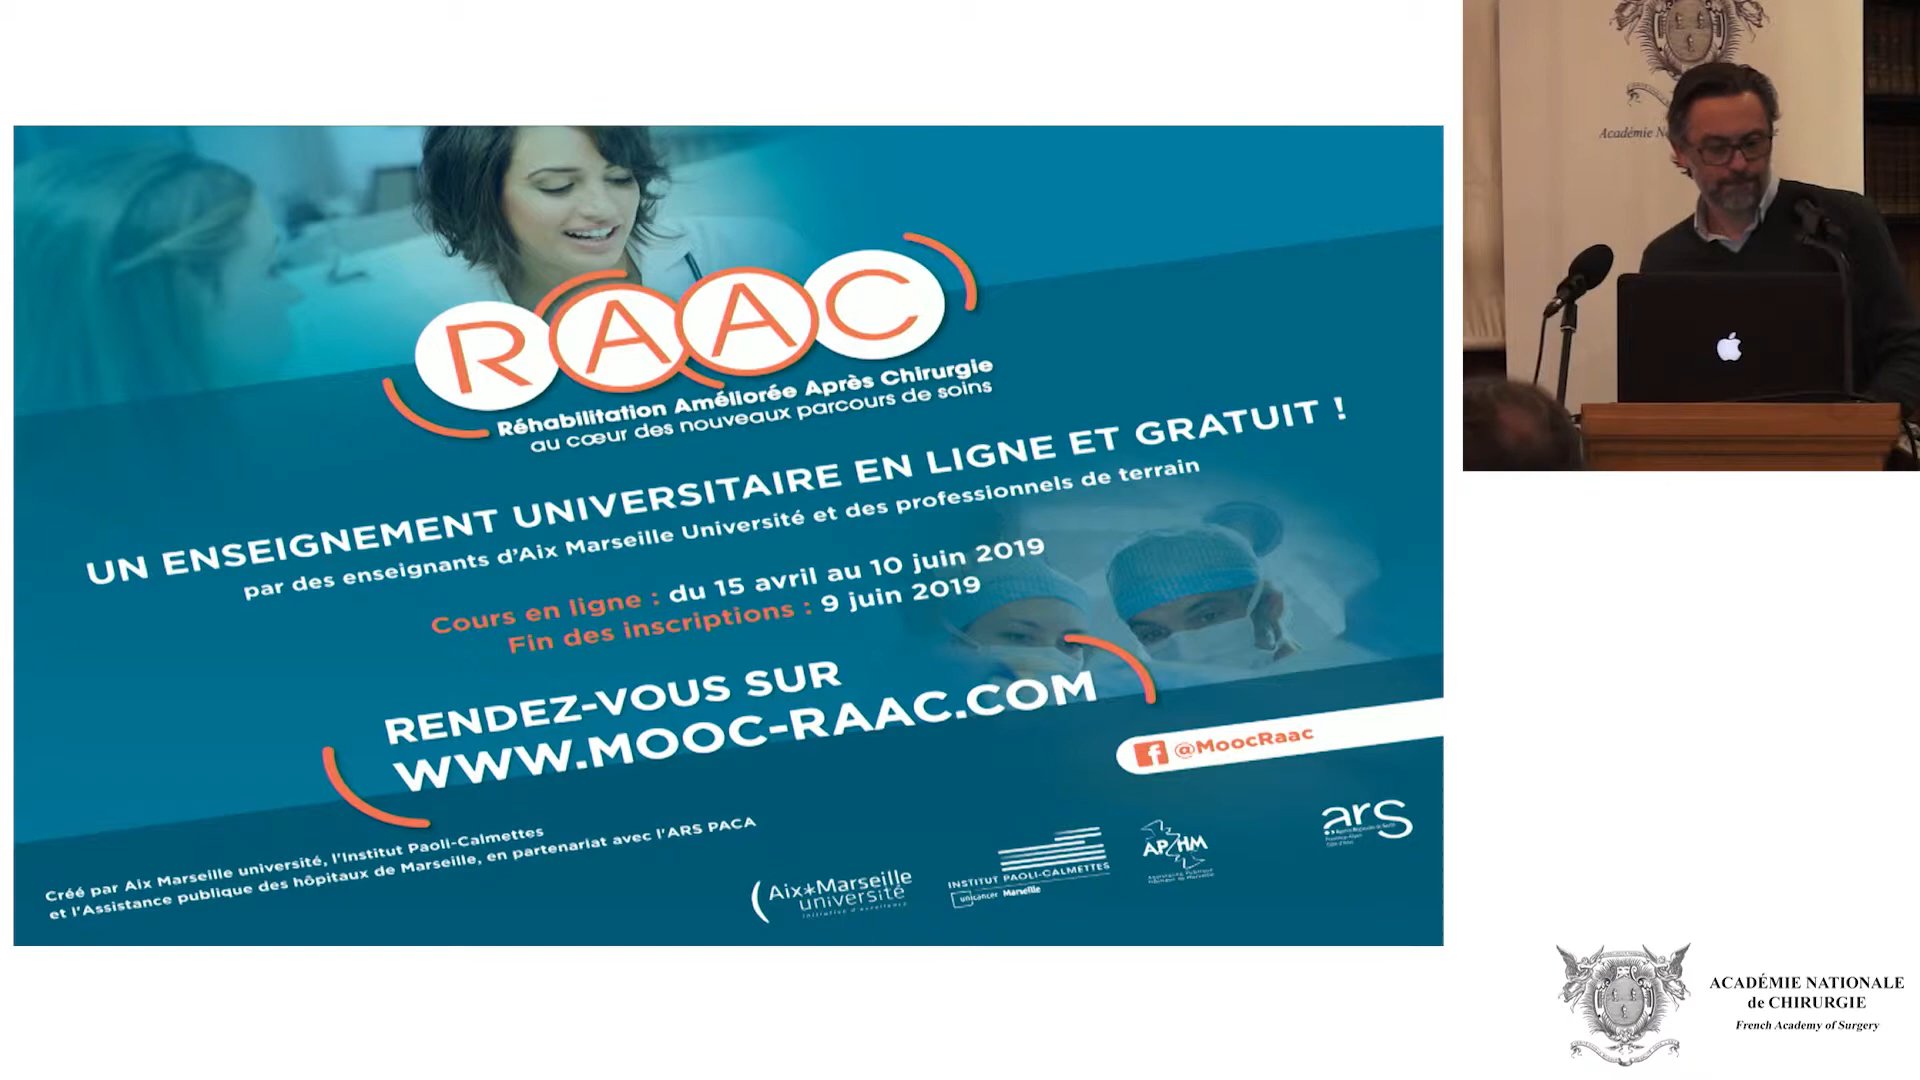 RAAC
Réhabilitation Améliorée Après Chirurgie
au cœur des nouveaux parcours de soins
UN ENSEIGNEMENT UNIVERSITAIRE EN LIGNE ET GRATUIT !
par des enseignants d'Aix Marseille Université et des professionnels de terrain
Cours en ligne : du 15 avril au 10 juin 2019
Fin des inscriptions : 9 juin 2019
RENDEZ-VOUS SUR
WWW.MOOC-RAAC.COM
f @MoocRaac
Créé par Aix Marseille université, l'Institut Paoli-Calmettes
et l'Assistance publique des hôpitaux de Marseille, en partenariat avec l'ARS PACA
Aix*Marseille
université
Initiative d'excellence
INSTITUT PAOLI-CALMETTES
unicancer Marseille
AP HM
ars
Académie N
ACADÉMIE NATIONALE
de CHIRURGIE
French Academy of Surgery